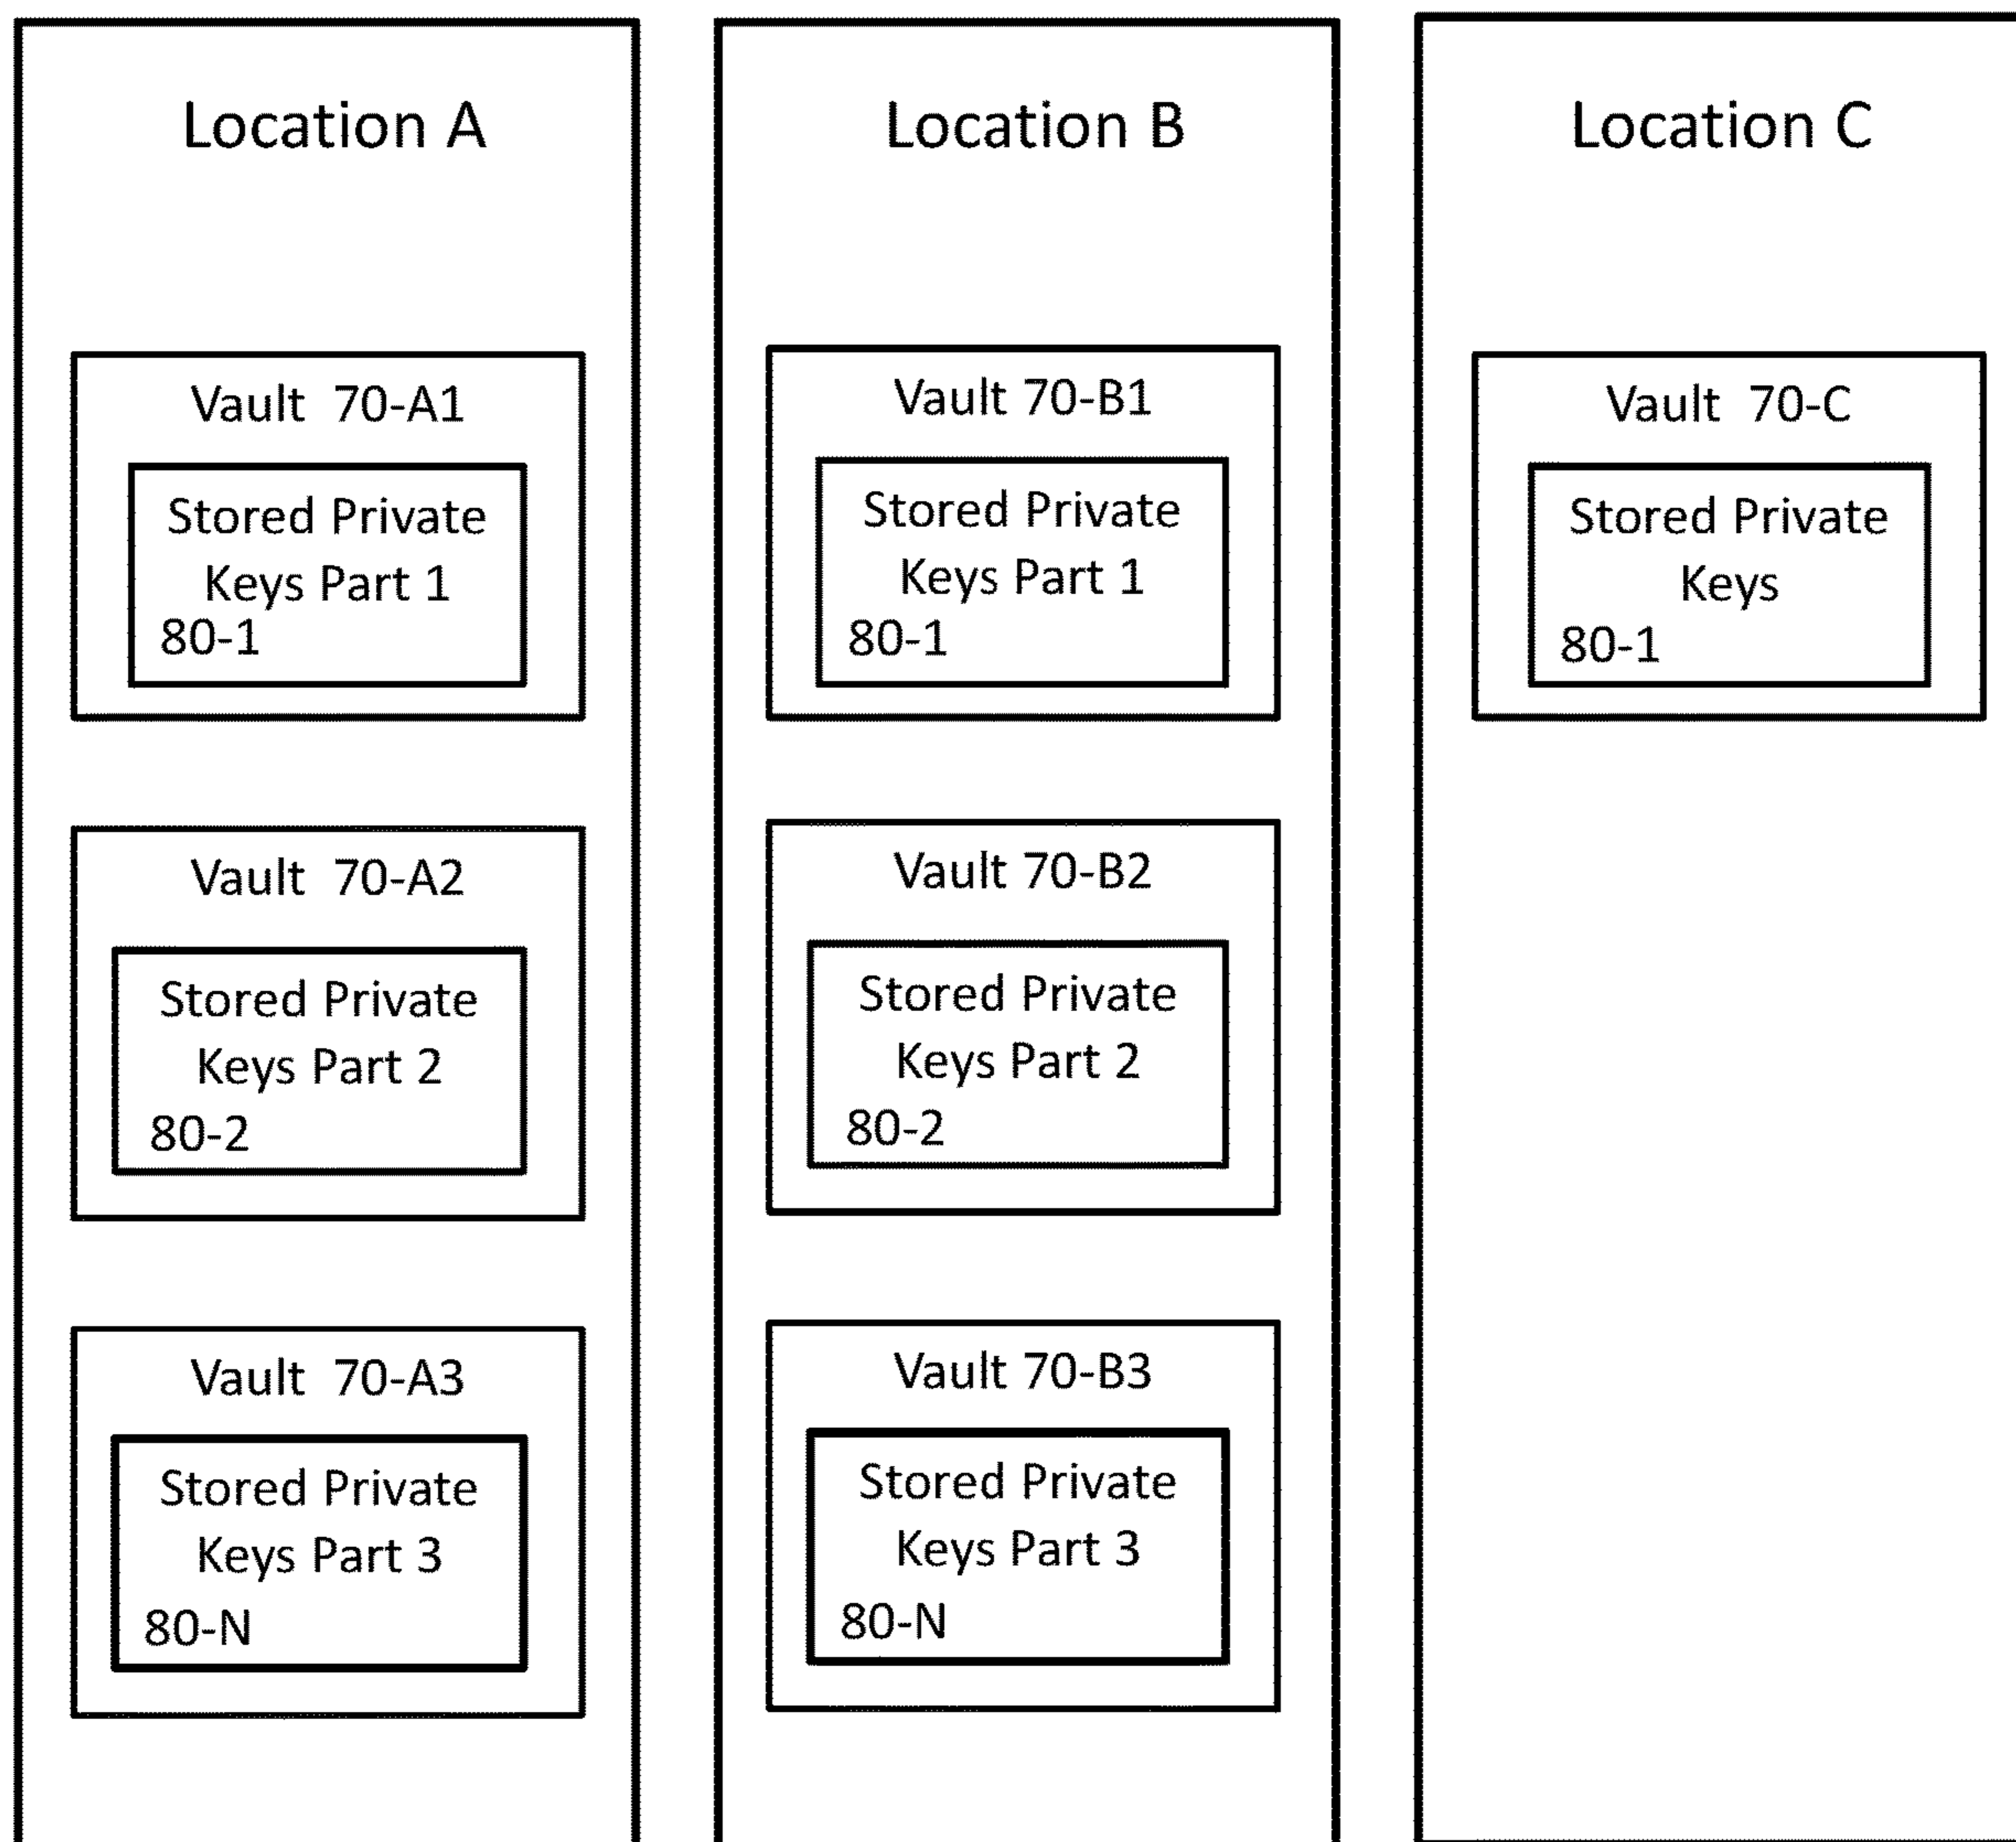 Location A
Vault 70-A1
Stored Private
Keys Part 1
80-1
Vault 70-A2
Stored Private
Keys Part 2
80-2
Vault 70-A3
Stored Private
Keys Part 3
80-N
Location B
Vault 70-B1
Stored Private
Keys Part 1
80-1
Vault 70-B2
Stored Private
Keys Part 2
80-2
Vault 70-B3
Stored Private
Keys Part 3
80-N
Location C
Vault 70-C
Stored Private
Keys
80-1